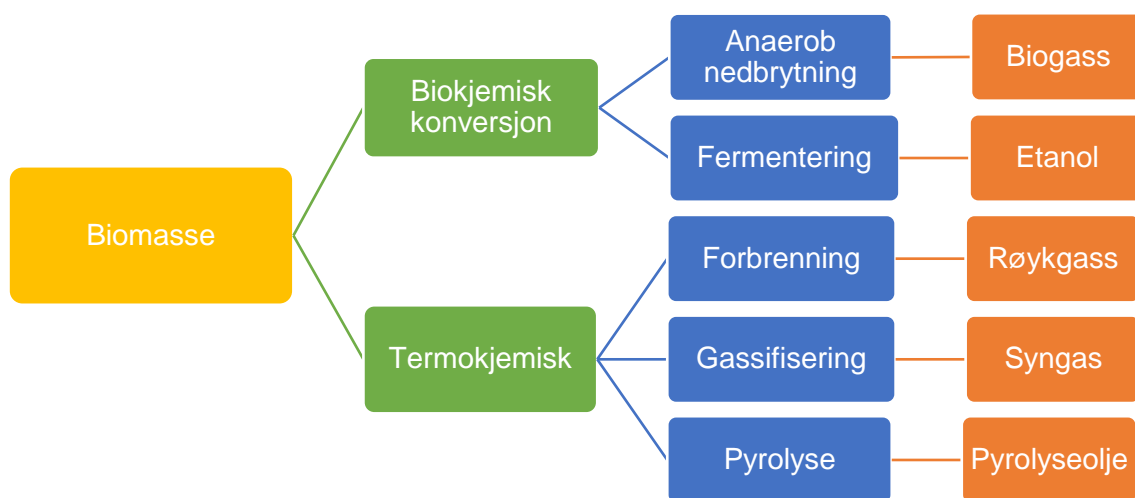 Biomasse
Biokjemisk
konversjon
Anaerob
nedbrytning
Biogass
Fermentering
Etanol
Termokjemisk
Forbrenning
Røykgass
Gassifisering
Syngas
Pyrolyse
Pyrolyseolje